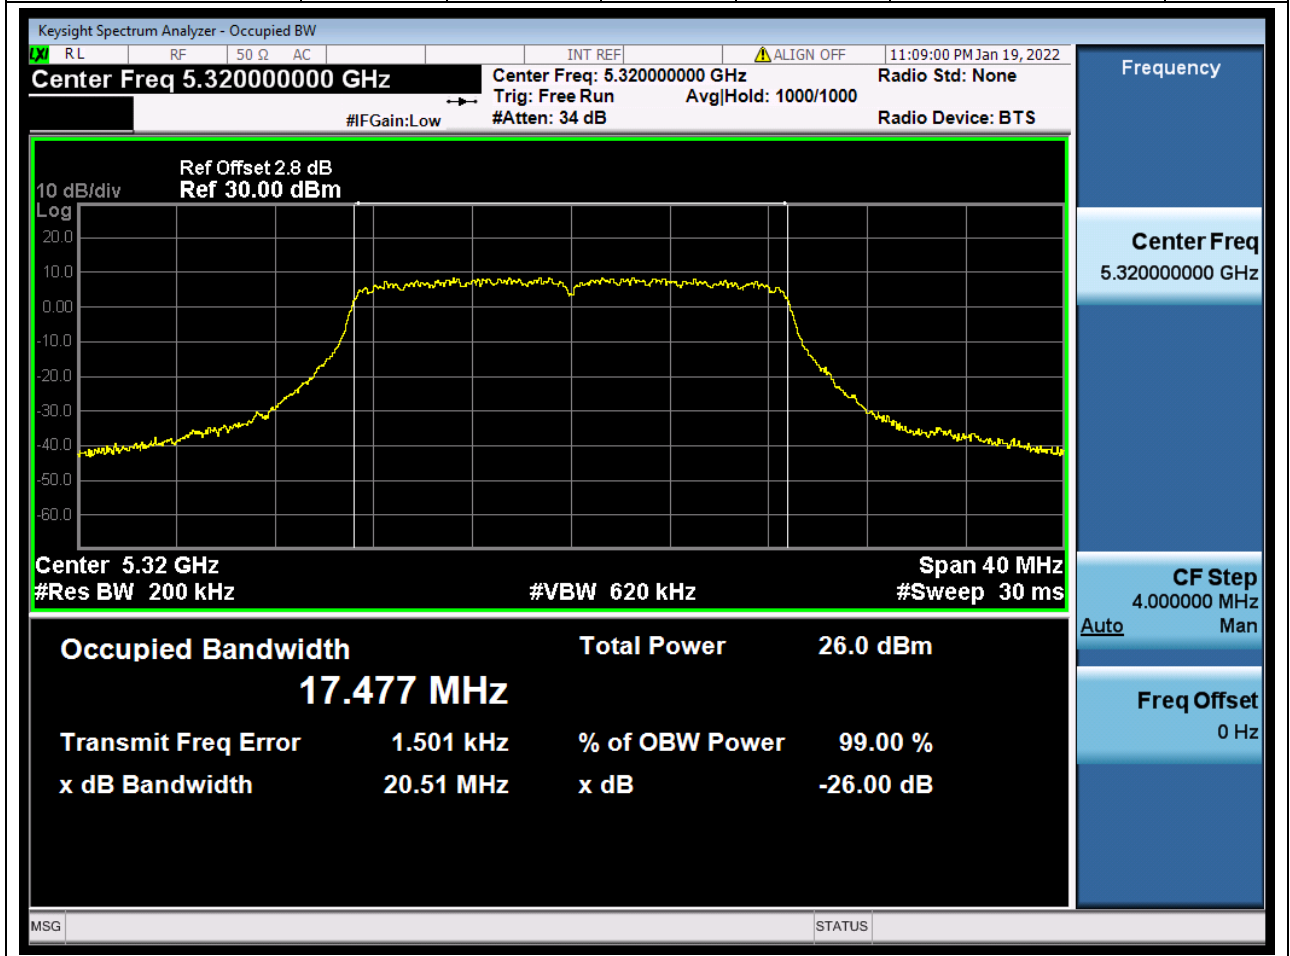 Keysight Spectrum Analyzer - Occupied BW
LXI RL RF 50 Ω AC INT REF ALIGN OFF 11:09:00 PM Jan 19, 2022
Center Freq 5.320000000 GHz
Center Freq: 5.320000000 GHz
Radio Std: None
Trig: Free Run Avg|Hold: 1000/1000
#IFGain:Low
#Atten: 34 dB
Radio Device: BTS
Ref Offset 2.8 dB
10 dB/div Ref 30.00 dBm
Log
20.0
10.0
0.00
-10.0
-20.0
-30.0
-40.0
-50.0
-60.0
Center 5.32 GHz Span 40 MHz
#Res BW 200 kHz #VBW 620 kHz #Sweep 30 ms
Occupied Bandwidth Total Power 26.0 dBm
17.477 MHz
Transmit Freq Error 1.501 kHz % of OBW Power 99.00 %
x dB Bandwidth 20.51 MHz x dB -26.00 dB
MSG STATUS
Frequency
Center Freq
5.320000000 GHz
CF Step
4.000000 MHz
Auto Man
Freq Offset
0 Hz